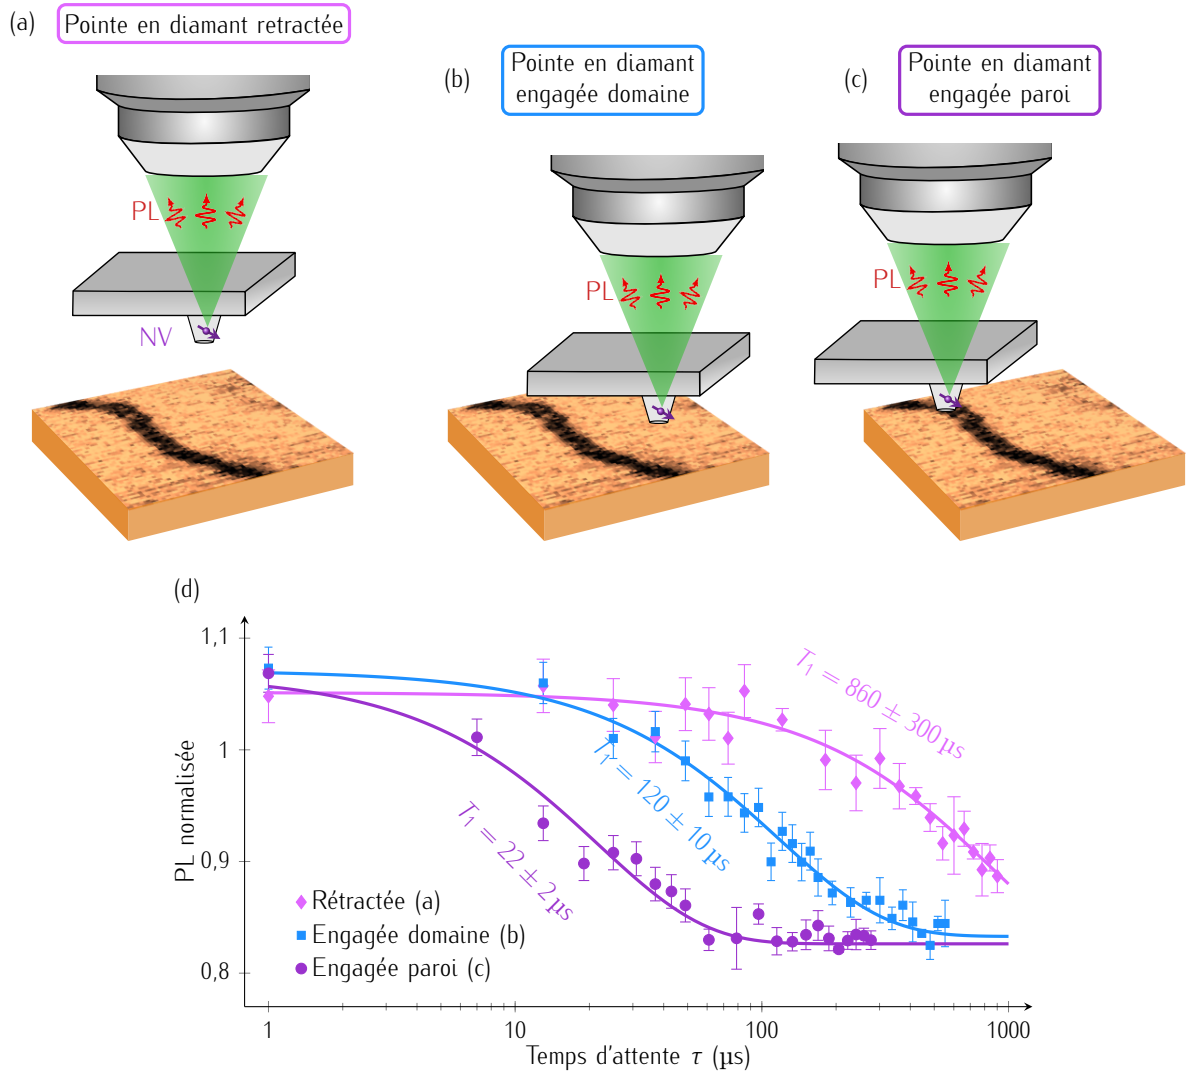 (a)
Pointe en diamant retractée
(b)
Pointe en diamant
engagée domaine
(c)
Pointe en diamant
engagée paroi
PL
NV
PL
PL
(d)
PL normalisée
1,1
1
0,9
0,8
T₁ = 860 ± 300 µs
T₁ = 120 ± 10 µs
T₁ = 22 ± 2 µs
Rétractée (a)
Engagée domaine (b)
Engagée paroi (c)
1
10
100
1000
Temps d'attente τ (µs)